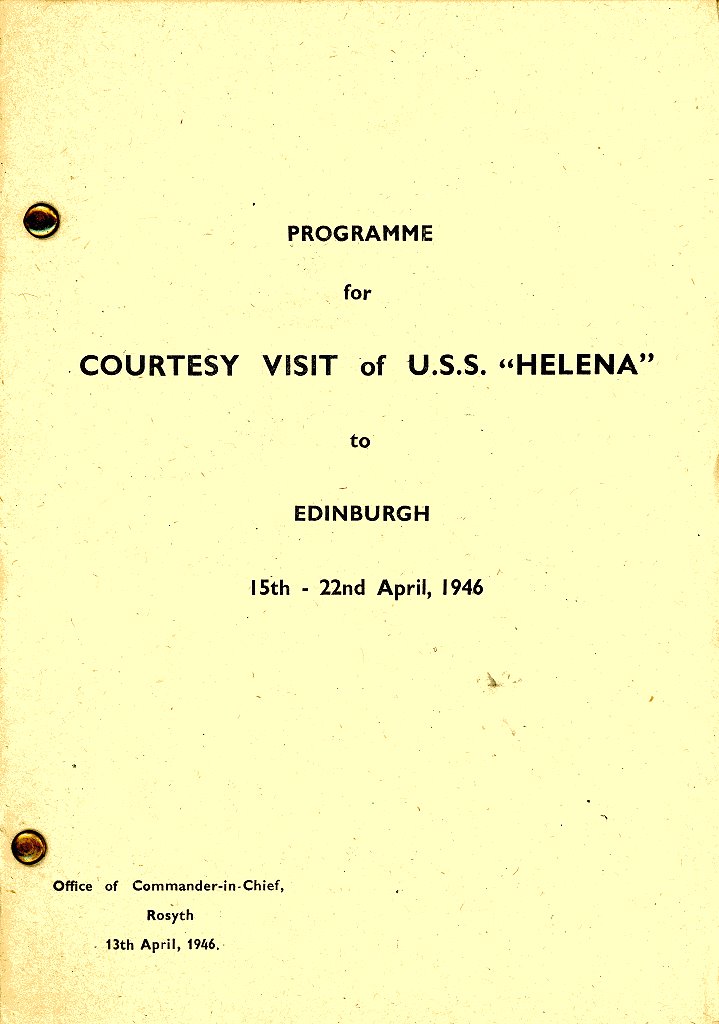 PROGRAMME
for
COURTESY VISIT of U.S.S. “HELENA”
to
EDINBURGH
15th - 22nd April, 1946
Office of Commander-in-Chief,
Rosyth
13th April, 1946.